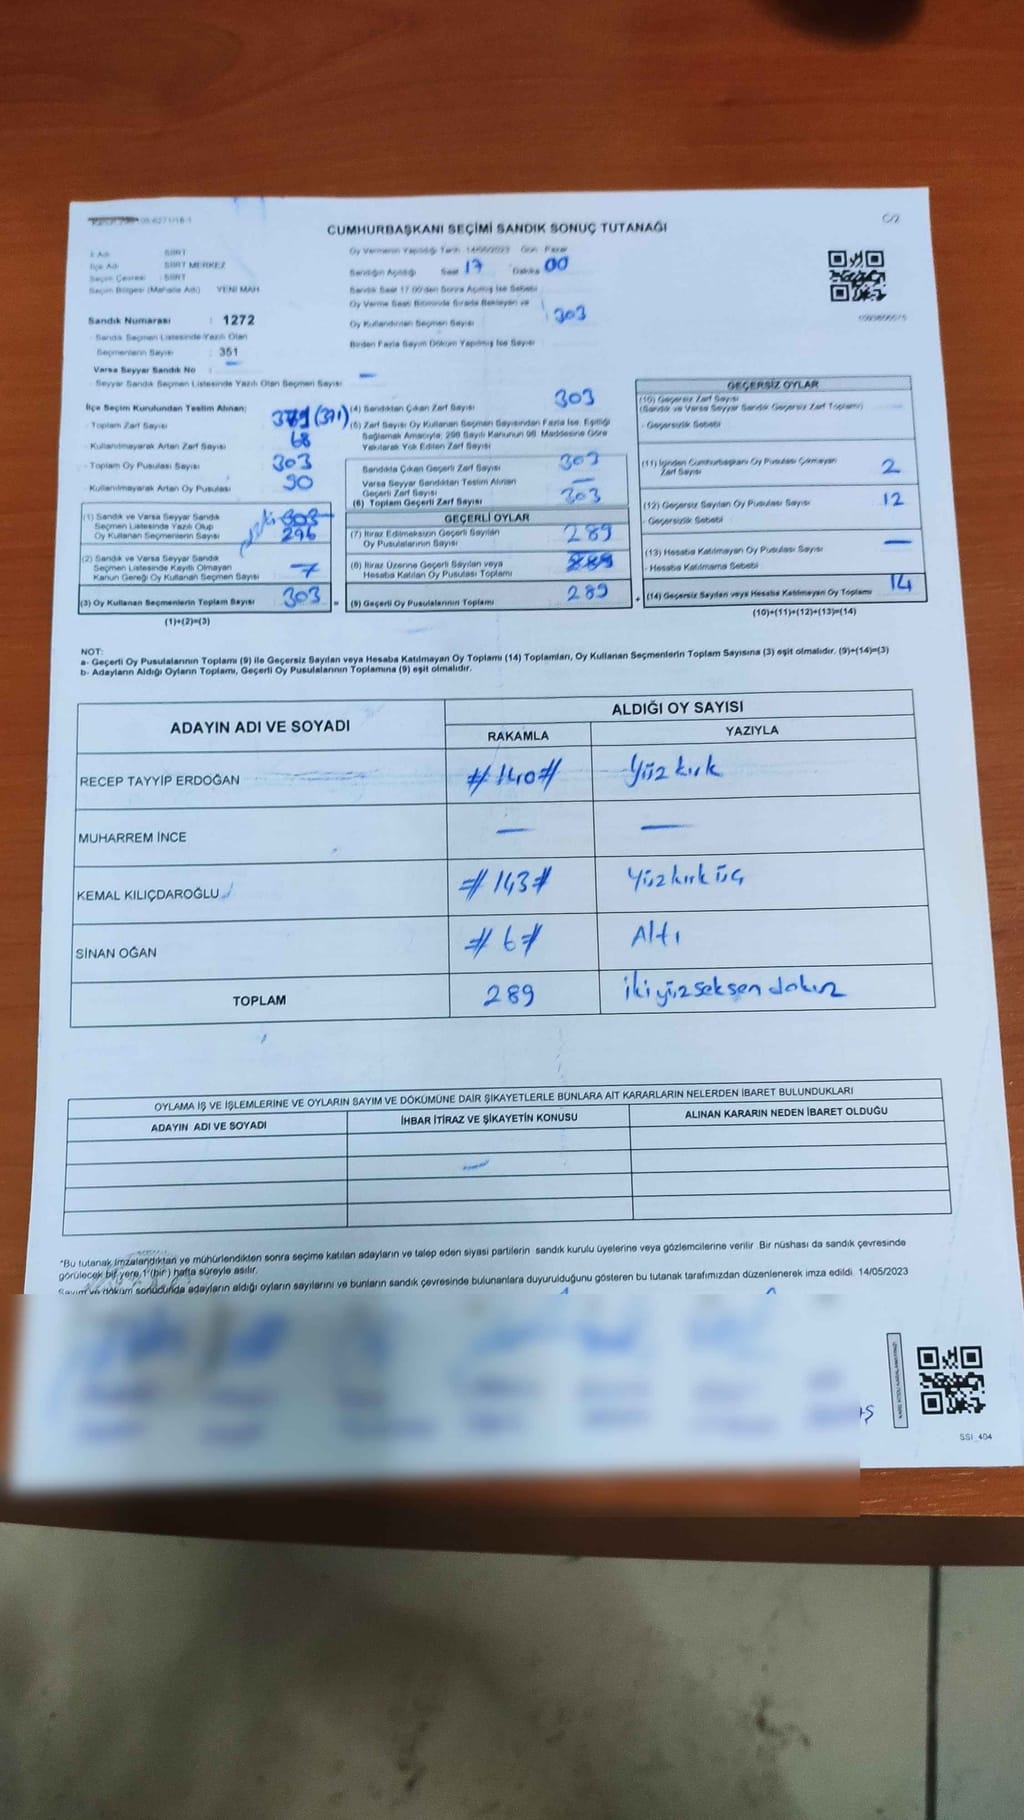 C/2
CUMHURBAŞKANI SEÇİMİ SANDIK SONUÇ TUTANAĞI
İl Adı : SİİRT
İlçe Adı : SİİRT MERKEZ
Seçim Çevresi : SİİRT
Seçim Bölgesi (Mahalle Adı) YENİ MAH
Sandık Numarası : 1272
- Sandık Seçmen Listesinde Yazılı Olan
Seçmenlerin Sayısı : 351
Varsa Seyyar Sandık No : —
- Seyyar Sandık Seçmen Listesinde Yazılı Olan Seçmen Sayısı : —
Oy Vermenin Yapıldığı Tarih 14/05/2023 Gün Pazar
Sandığın Açıldığı Saat 17 Dakika 00
Sandık Saat 17.00'den Sonra Açılmış İse Sebebi
Oy Verme Saati Bitiminde Sırada Bekleyen ve
Oy Kullandırılan Seçmen Sayısı : 303
Birden Fazla Sayım Döküm Yapılmış İse Sayısı :
İlçe Seçim Kurulundan Teslim Alınan;
- Toplam Zarf Sayısı (371)
- Kullanılmayarak Artan Zarf Sayısı 68
- Toplam Oy Pusulası Sayısı 303
- Kullanılmayarak Artan Oy Pusulası 90
(1) Sandık ve Varsa Seyyar Sandık
Seçmen Listesinde Yazılı Olup
Oy Kullanan Seçmenlerin Sayısı 303 296
(2) Sandık ve Varsa Seyyar Sandık
Seçmen Listesinde Kayıtlı Olmayan
Kanun Gereği Oy Kullanan Seçmen Sayısı 7
(3) Oy Kullanan Seçmenlerin Toplam Sayısı 303
(1)+(2)=(3)
(4) Sandıktan Çıkan Zarf Sayısı 303
(5) Zarf Sayısı Oy Kullanan Seçmen Sayısından Fazla İse, Eşitliği
Sağlamak Amacıyla; 298 Sayılı Kanunun 98. Maddesine Göre
Yakılarak Yok Edilen Zarf Sayısı
Sandıkta Çıkan Geçerli Zarf Sayısı 303
Varsa Seyyar Sandıktan Teslim Alınan
Geçerli Zarf Sayısı —
(6) Toplam Geçerli Zarf Sayısı 303
GEÇERLİ OYLAR
(7) İtiraz Edilmeksizin Geçerli Sayılan
Oy Pusulalarının Sayısı 289
(8) İtiraz Üzerine Geçerli Sayılan veya
Hesaba Katılan Oy Pusulası Toplamı 289
(9) Geçerli Oy Pusulalarının Toplamı 289
GEÇERSİZ OYLAR
(10) Geçersiz Zarf Sayısı
(Sandık ve Varsa Seyyar Sandık Geçersiz Zarf Toplamı)
- Geçersizlik Sebebi
(11) İçinden Cumhurbaşkanı Oy Pusulası Çıkmayan
Zarf Sayısı 2
(12) Geçersiz Sayılan Oy Pusulası Sayısı 12
- Geçersizlik Sebebi
(13) Hesaba Katılmayan Oy Pusulası Sayısı —
- Hesaba Katılmama Sebebi
(14) Geçersiz Sayılan veya Hesaba Katılmayan Oy Toplamı 14
(10)+(11)+(12)+(13)=(14)
NOT:
a- Geçerli Oy Pusulalarının Toplamı (9) ile Geçersiz Sayılan veya Hesaba Katılmayan Oy Toplamı (14) Toplamları, Oy Kullanan Seçmenlerin Toplam Sayısına (3) eşit olmalıdır. (9)+(14)=(3)
b- Adayların Aldığı Oyların Toplamı, Geçerli Oy Pusulalarının Toplamına (9) eşit olmalıdır.
ADAYIN ADI VE SOYADI ALDIĞI OY SAYISI
RAKAMLA YAZIYLA
RECEP TAYYİP ERDOĞAN #140# Yüz kırk
MUHARREM İNCE — —
KEMAL KILIÇDAROĞLU #143# Yüz kırk üç
SİNAN OĞAN #6# Altı
TOPLAM 289 iki yüz seksen dokuz
OYLAMA İŞ VE İŞLEMLERİNE VE OYLARIN SAYIM VE DÖKÜMÜNE DAİR ŞİKAYETLERLE BUNLARA AİT KARARLARIN NELERDEN İBARET BULUNDUKLARI
ADAYIN ADI VE SOYADI İHBAR İTİRAZ VE ŞİKAYETİN KONUSU ALINAN KARARIN NEDEN İBARET OLDUĞU
—
*Bu tutanak imzalandıktan ve mühürlendikten sonra seçime katılan adayların ve talep eden siyasi partilerin sandık kurulu üyelerine veya gözlemcilerine verilir. Bir nüshası da sandık çevresinde
görülecek bir yere 1 (bir) hafta süreyle asılır.
Sayım ve döküm sonucunda adayların aldığı oyların sayılarını ve bunların sandık çevresinde bulunanlara duyurulduğunu gösteren bu tutanak tarafımızdan düzenlenerek imza edildi. 14/05/2023
SSI_404